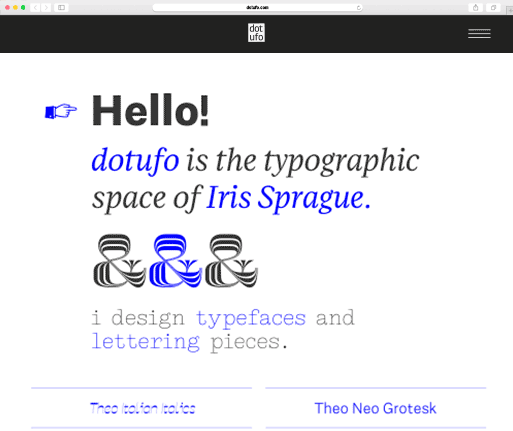 dotufo.com
dot
ufo
Hello!
dotufo is the typographic
space of Iris Sprague.
&&&
i design typefaces and
lettering pieces.
Theo Italian Italics
Theo Neo Grotesk